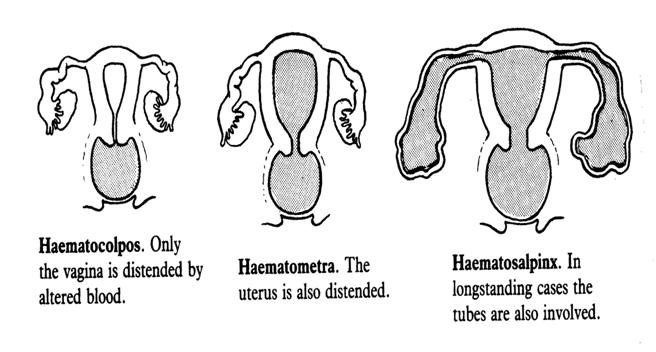 Haematocolpos. Only
the vagina is distended by
altered blood.
Haematometra. The
uterus is also distended.
Haematosalpinx. In
longstanding cases the
tubes are also involved.